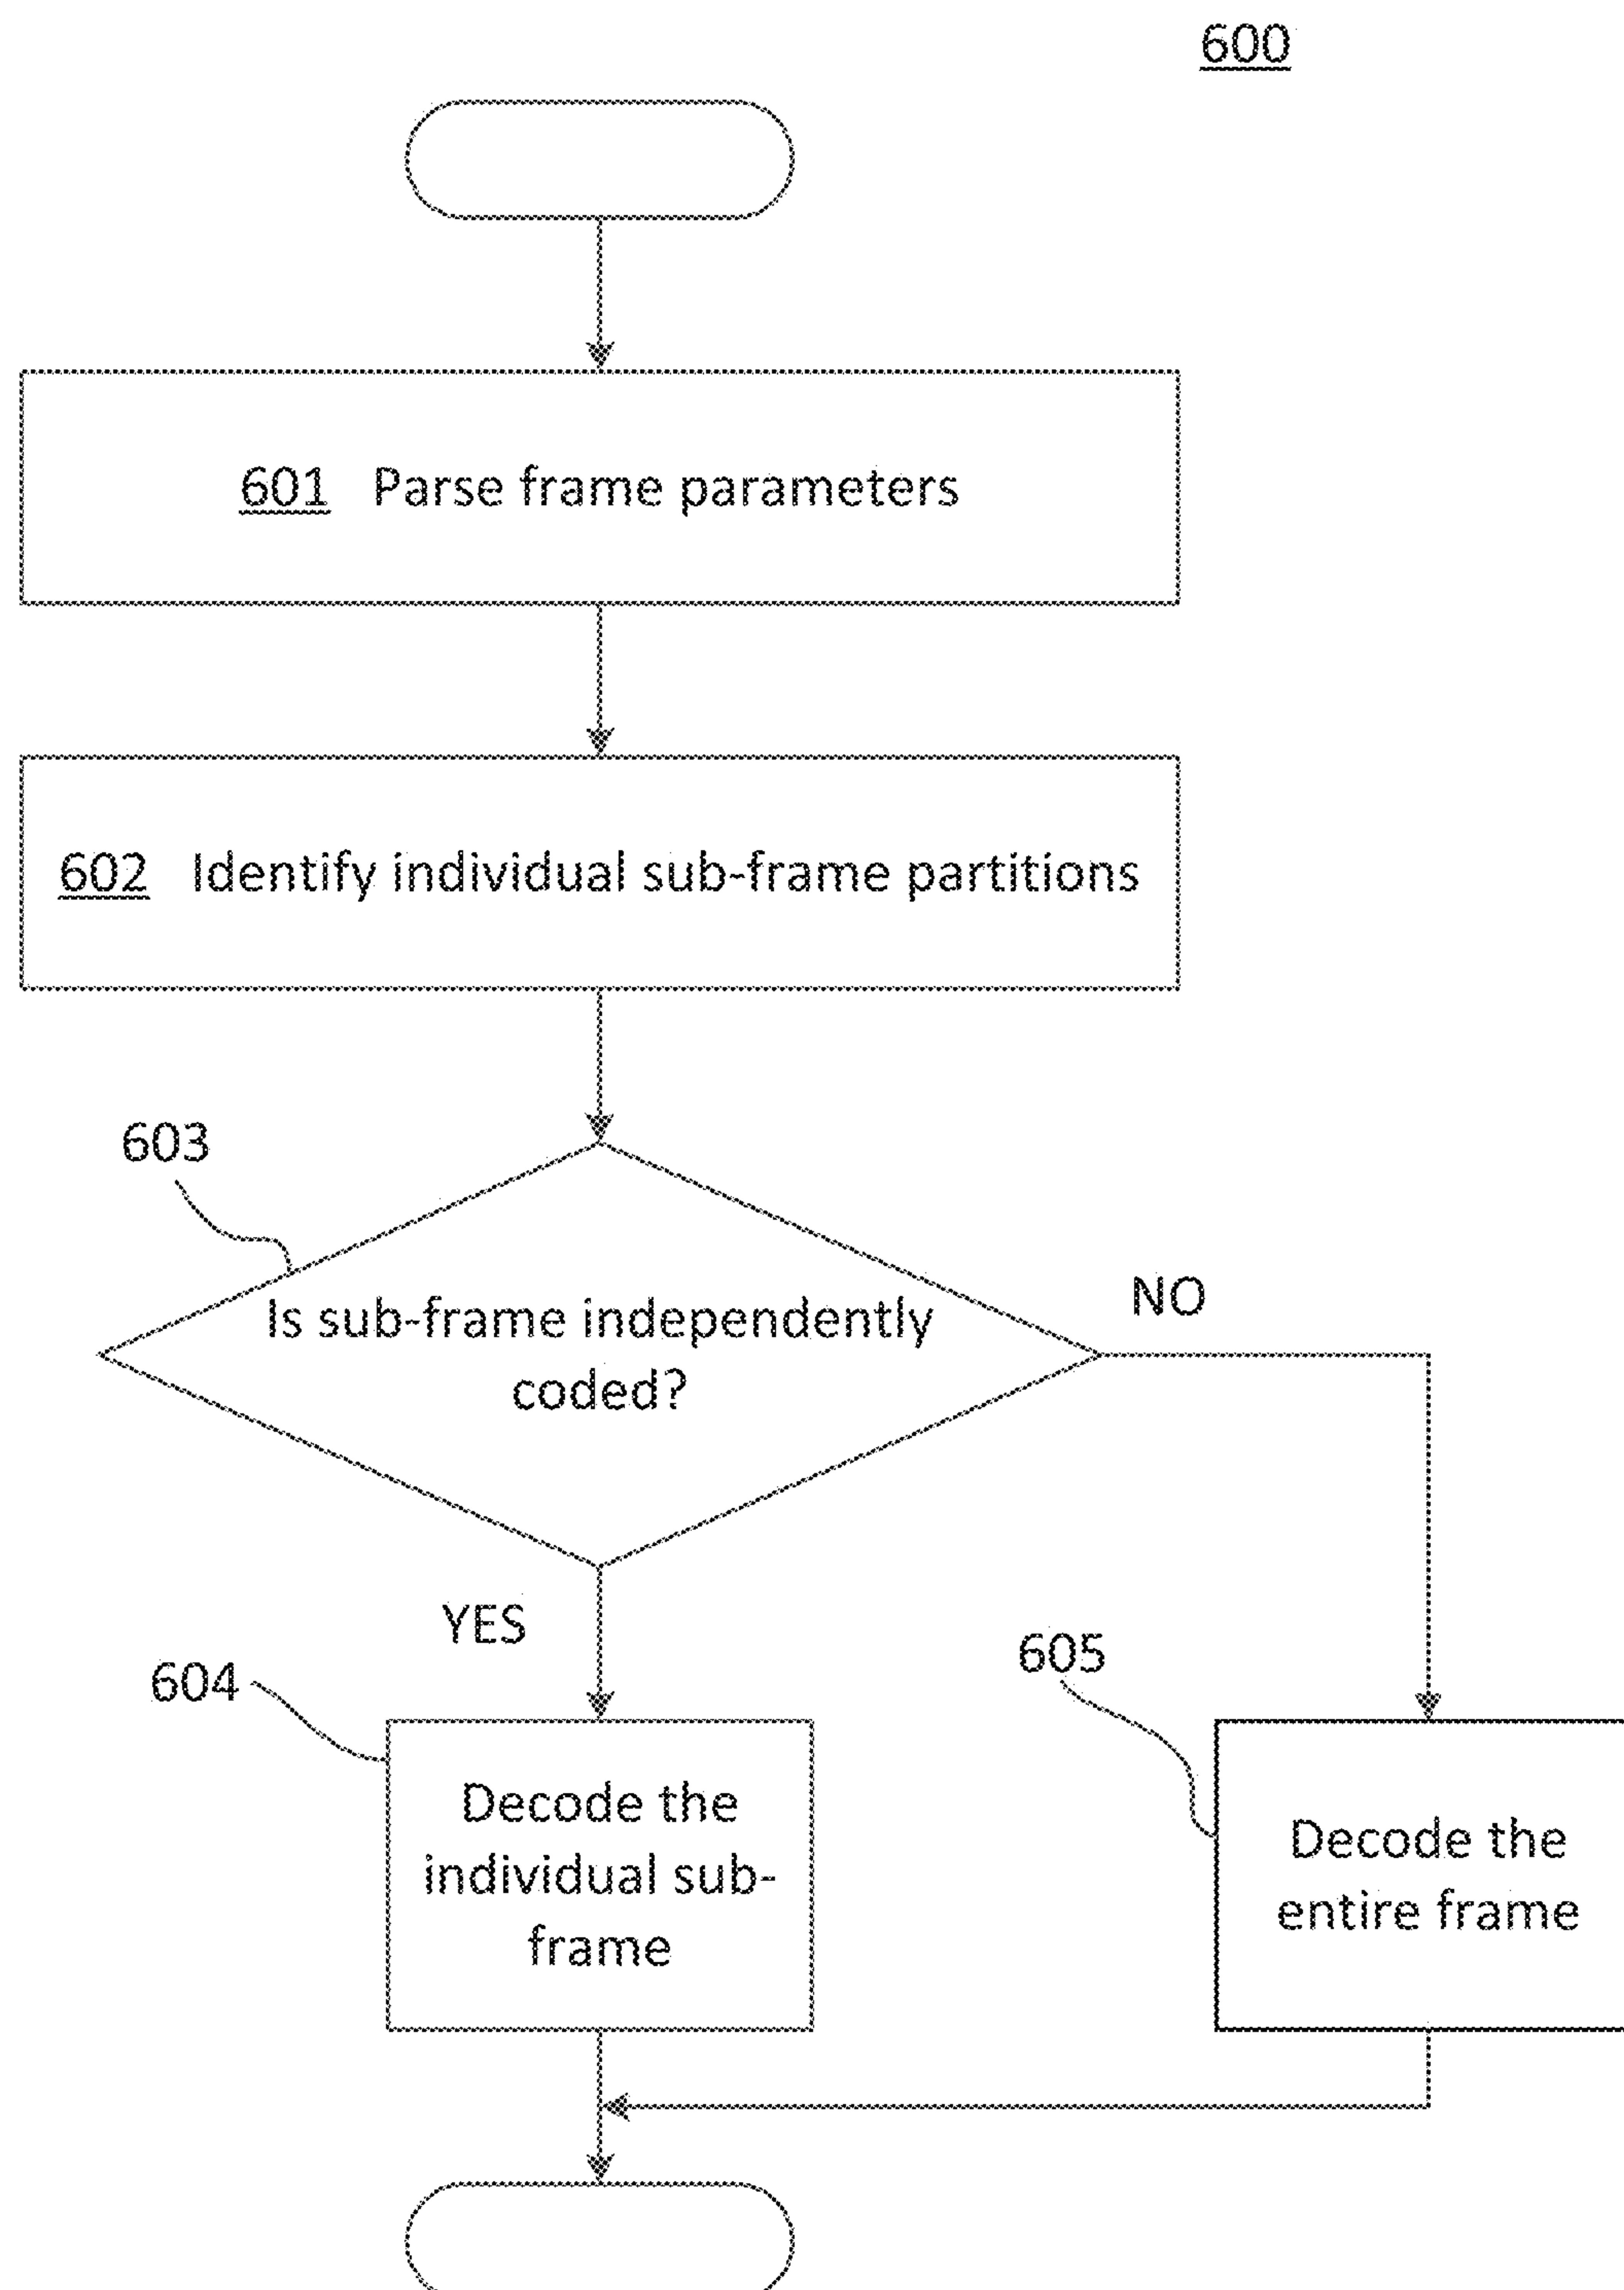 600
601 Parse frame parameters
602 Identify individual sub-frame partitions
603
Is sub-frame independently
coded?
NO
YES
604
Decode the
individual sub-
frame
605
Decode the
entire frame